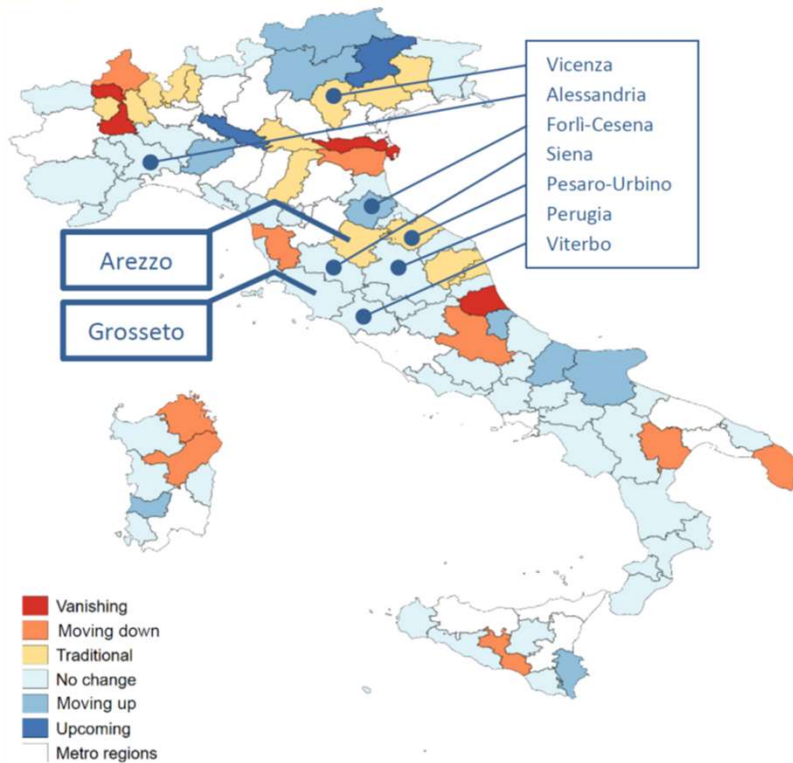 Vicenza
Alessandria
Forlì-Cesena
Siena
Pesaro-Urbino
Perugia
Viterbo
Arezzo
Grosseto
Vanishing
Moving down
Traditional
No change
Moving up
Upcoming
Metro regions